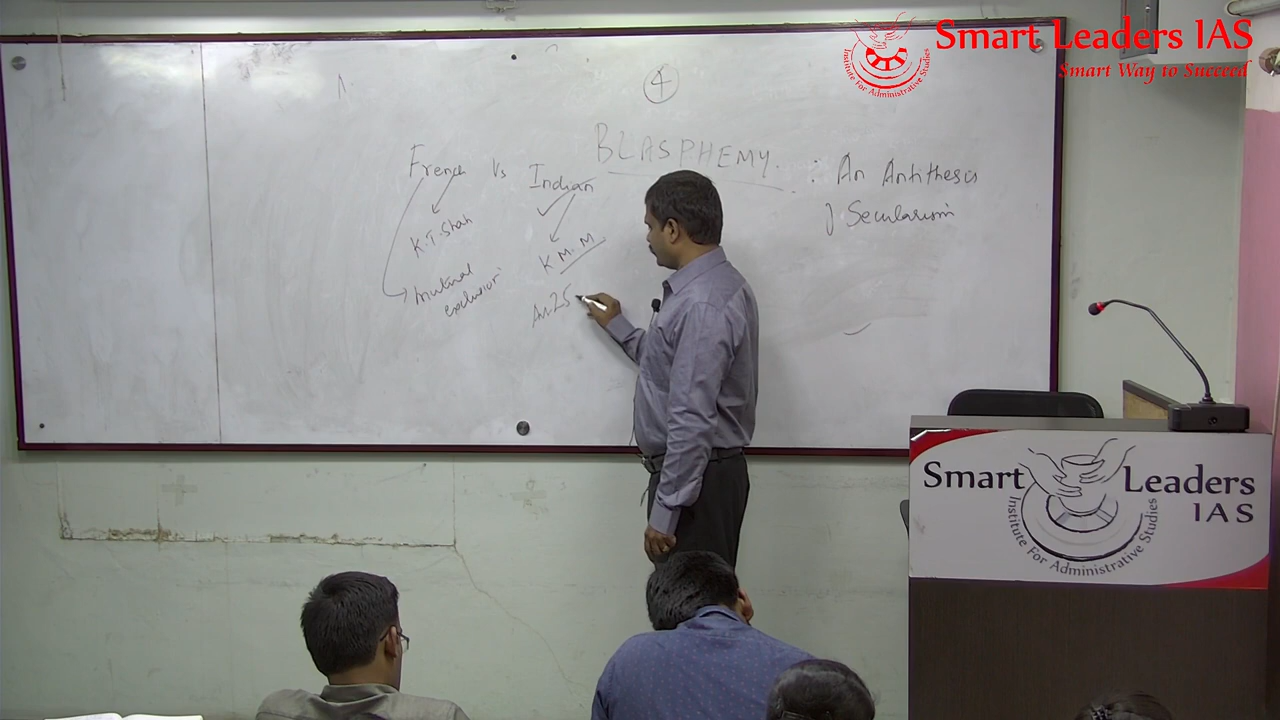 Smart Leaders IAS
Smart Way to Succeed
Institute For Administrative Studies
4
BLASPHEMY : An Antithesis
of Secularism
French Vs Indian
K.T. Shah
K M. M
mutual
exclusion
Ar.25
Smart Leaders
IAS
Institute For Administrative Studies